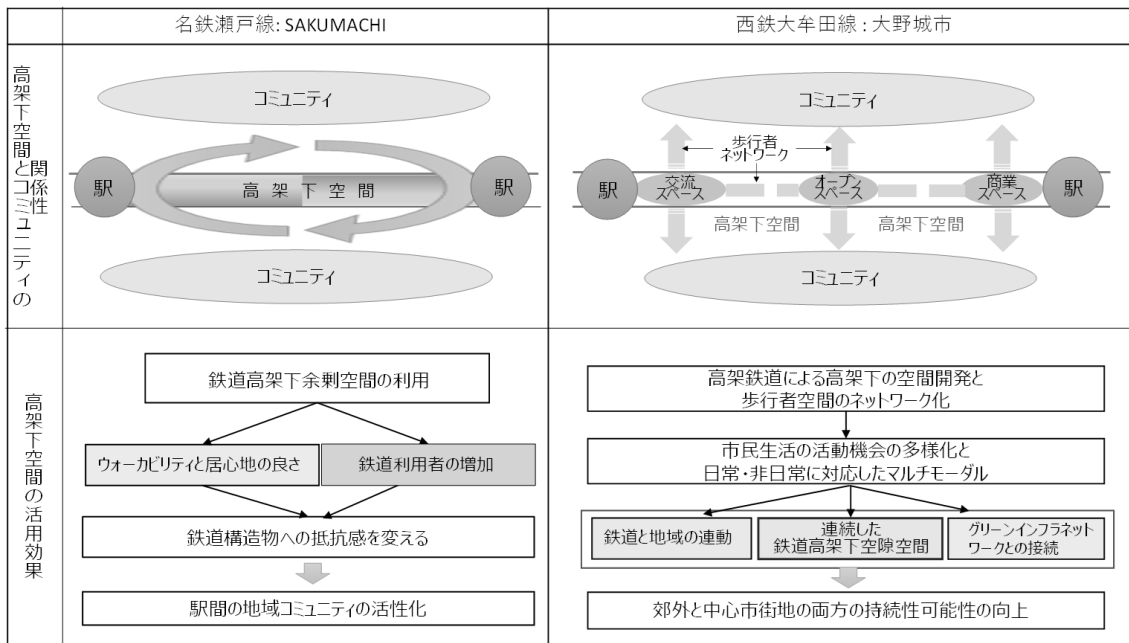 名鉄瀬戸線: SAKUMACHI
西鉄大牟田線：大野城市
高架下空間とコミュニティの
関係性
コミュニティ
駅
高架下空間
駅
コミュニティ
コミュニティ
歩行者
ネットワーク
駅
交流
スペース
オープン
スペース
商業
スペース
駅
高架下空間
高架下空間
コミュニティ
高架下空間の活用効果
鉄道高架下余剰空間の利用
ウォーカビリティと居心地の良さ
鉄道利用者の増加
鉄道構造物への抵抗感を変える
駅間の地域コミュニティの活性化
高架鉄道による高架下の空間開発と
歩行者空間のネットワーク化
市民生活の活動機会の多様化と
日常・非日常に対応したマルチモーダル
鉄道と地域の連動
連続した
鉄道高架下空隙空間
グリーンインフラネット
ワークとの接続
郊外と中心市街地の両方の持続性可能性の向上